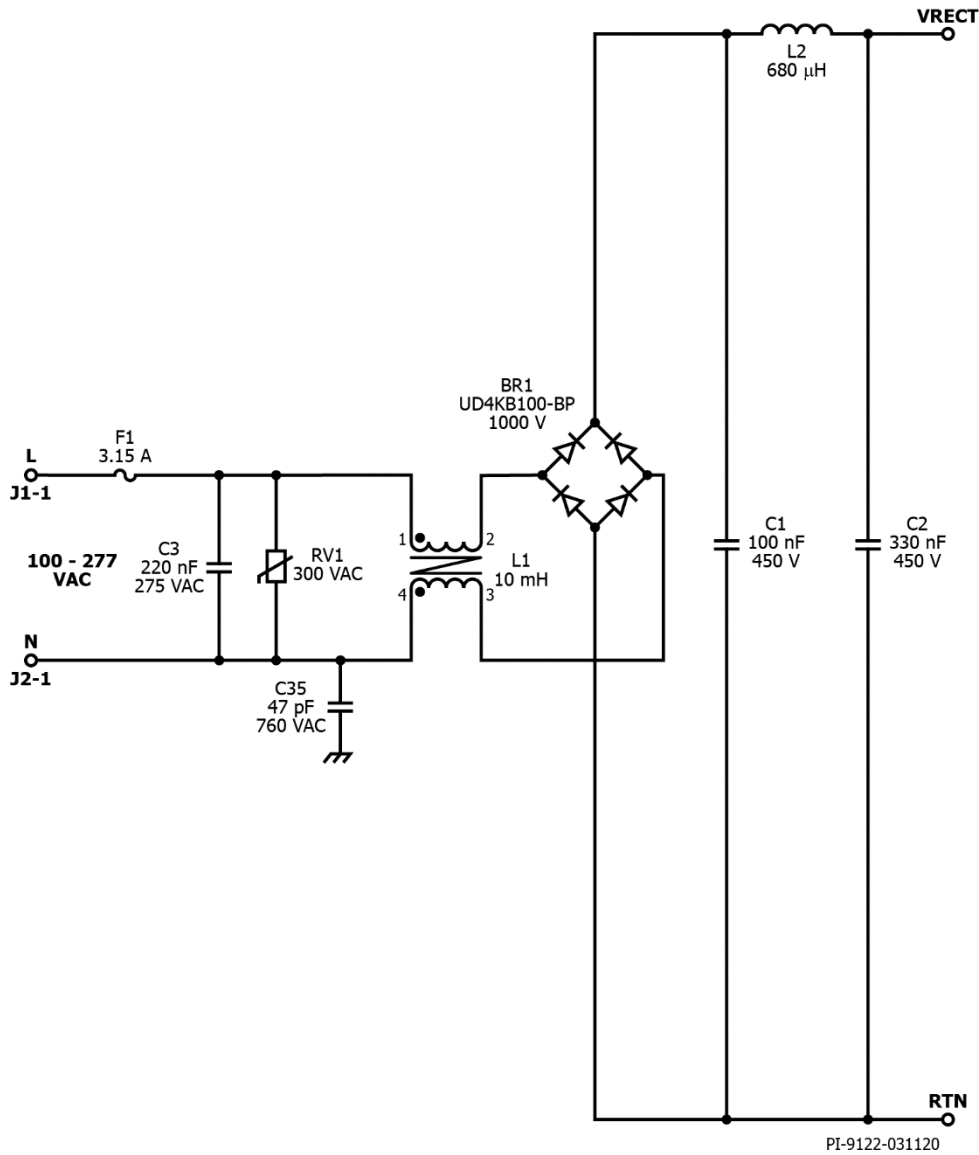 VRECT
L2
680 μH
BR1
UD4KB100-BP
1000 V
F1
3.15 A
L
J1-1
100 - 277
VAC
C3
220 nF
275 VAC
RV1
300 VAC
1
2
4
3
L1
10 mH
C1
100 nF
450 V
C2
330 nF
450 V
N
J2-1
C35
47 pF
760 VAC
RTN
PI-9122-031120